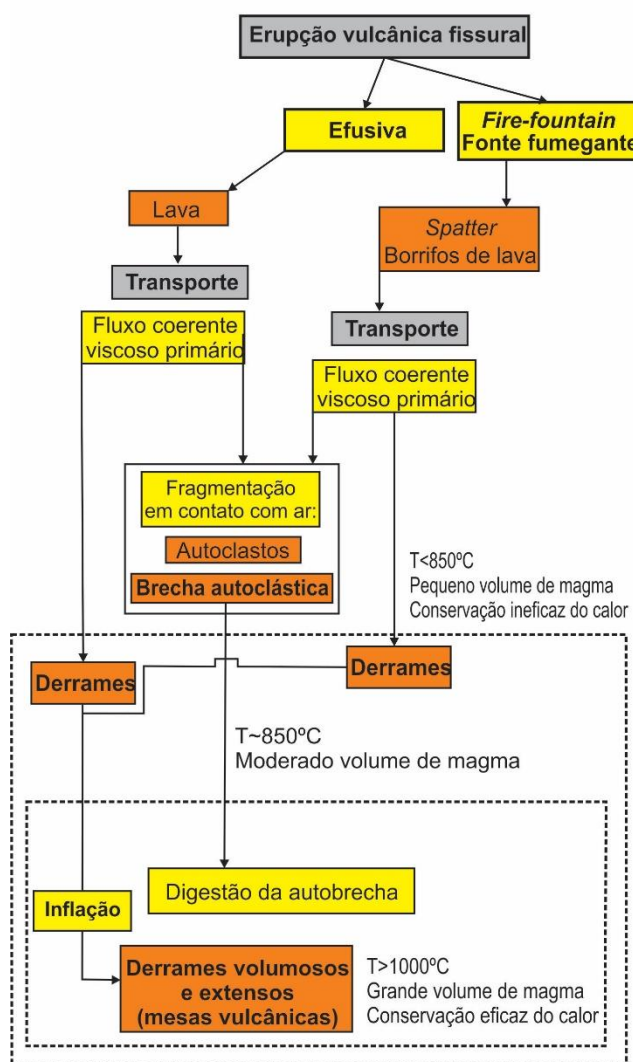 Erupção vulcânica fissural
Efusiva
Fire-fountain
Fonte fumegante
Lava
Spatter
Borrifos de lava
Transporte
Transporte
Fluxo coerente
viscoso primário
Fluxo coerente
viscoso primário
Fragmentação
em contato com ar:
Autoclastos
Brecha autoclástica
T<850ºC
Pequeno volume de magma
Conservação ineficaz do calor
Derrames
Derrames
T~850ºC
Moderado volume de magma
Digestão da autobrecha
Inflação
Derrames volumosos
e extensos
(mesas vulcânicas)
T>1000ºC
Grande volume de magma
Conservação eficaz do calor